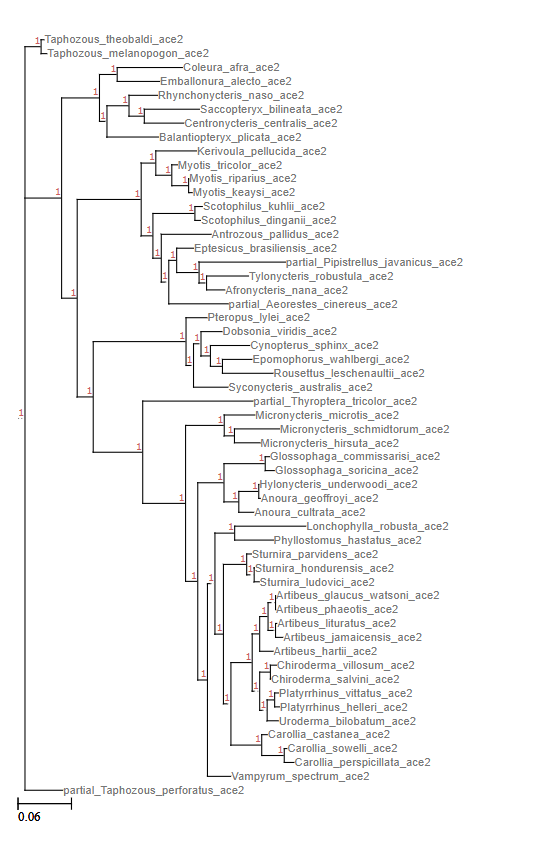 Taphozous_theobaldi_ace2
Taphozous_melanopogon_ace2
Coleura_afra_ace2
Emballonura_alecto_ace2
Rhynchonycteris_naso_ace2
Saccopteryx_bilineata_ace2
Centronycteris_centralis_ace2
Balantiopteryx_plicata_ace2
Kerivoula_pellucida_ace2
Myotis_tricolor_ace2
Myotis_riparius_ace2
Myotis_keaysi_ace2
Scotophilus_kuhlii_ace2
Scotophilus_dinganii_ace2
Antrozous_pallidus_ace2
Eptesicus_brasiliensis_ace2
partial_Pipistrellus_javanicus_ace2
Tylonycteris_robustula_ace2
Afronycteris_nana_ace2
partial_Aeorestes_cinereus_ace2
Pteropus_lylei_ace2
Dobsonia_viridis_ace2
Cynopterus_sphinx_ace2
Epomophorus_wahlbergi_ace2
Rousettus_leschenaultii_ace2
Syconycteris_australis_ace2
partial_Thyroptera_tricolor_ace2
Micronycteris_microtis_ace2
Micronycteris_schmidtorum_ace2
Micronycteris_hirsuta_ace2
Glossophaga_commissarisi_ace2
Glossophaga_soricina_ace2
Hylonycteris_underwoodi_ace2
Anoura_geoffroyi_ace2
Anoura_cultrata_ace2
Lonchophylla_robusta_ace2
Phyllostomus_hastatus_ace2
Sturnira_parvidens_ace2
Sturnira_hondurensis_ace2
Sturnira_ludovici_ace2
Artibeus_glaucus_watsoni_ace2
Artibeus_phaeotis_ace2
Artibeus_lituratus_ace2
Artibeus_jamaicensis_ace2
Artibeus_hartii_ace2
Chiroderma_villosum_ace2
Chiroderma_salvini_ace2
Platyrrhinus_vittatus_ace2
Platyrrhinus_helleri_ace2
Uroderma_bilobatum_ace2
Carollia_castanea_ace2
Carollia_sowelli_ace2
Carollia_perspicillata_ace2
Vampyrum_spectrum_ace2
partial_Taphozous_perforatus_ace2
0.06